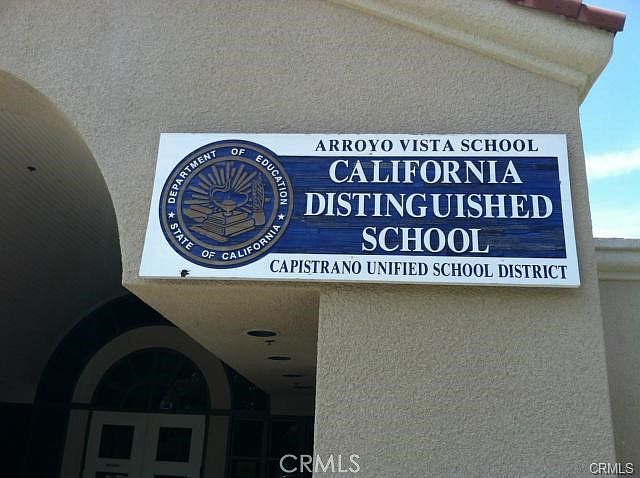 ARROYO VISTA SCHOOL
CALIFORNIA
DISTINGUISHED
SCHOOL
CAPISTRANO UNIFIED SCHOOL DISTRICT
DEPARTMENT OF EDUCATION
STATE OF CALIFORNIA
CRMLS
CRMLS